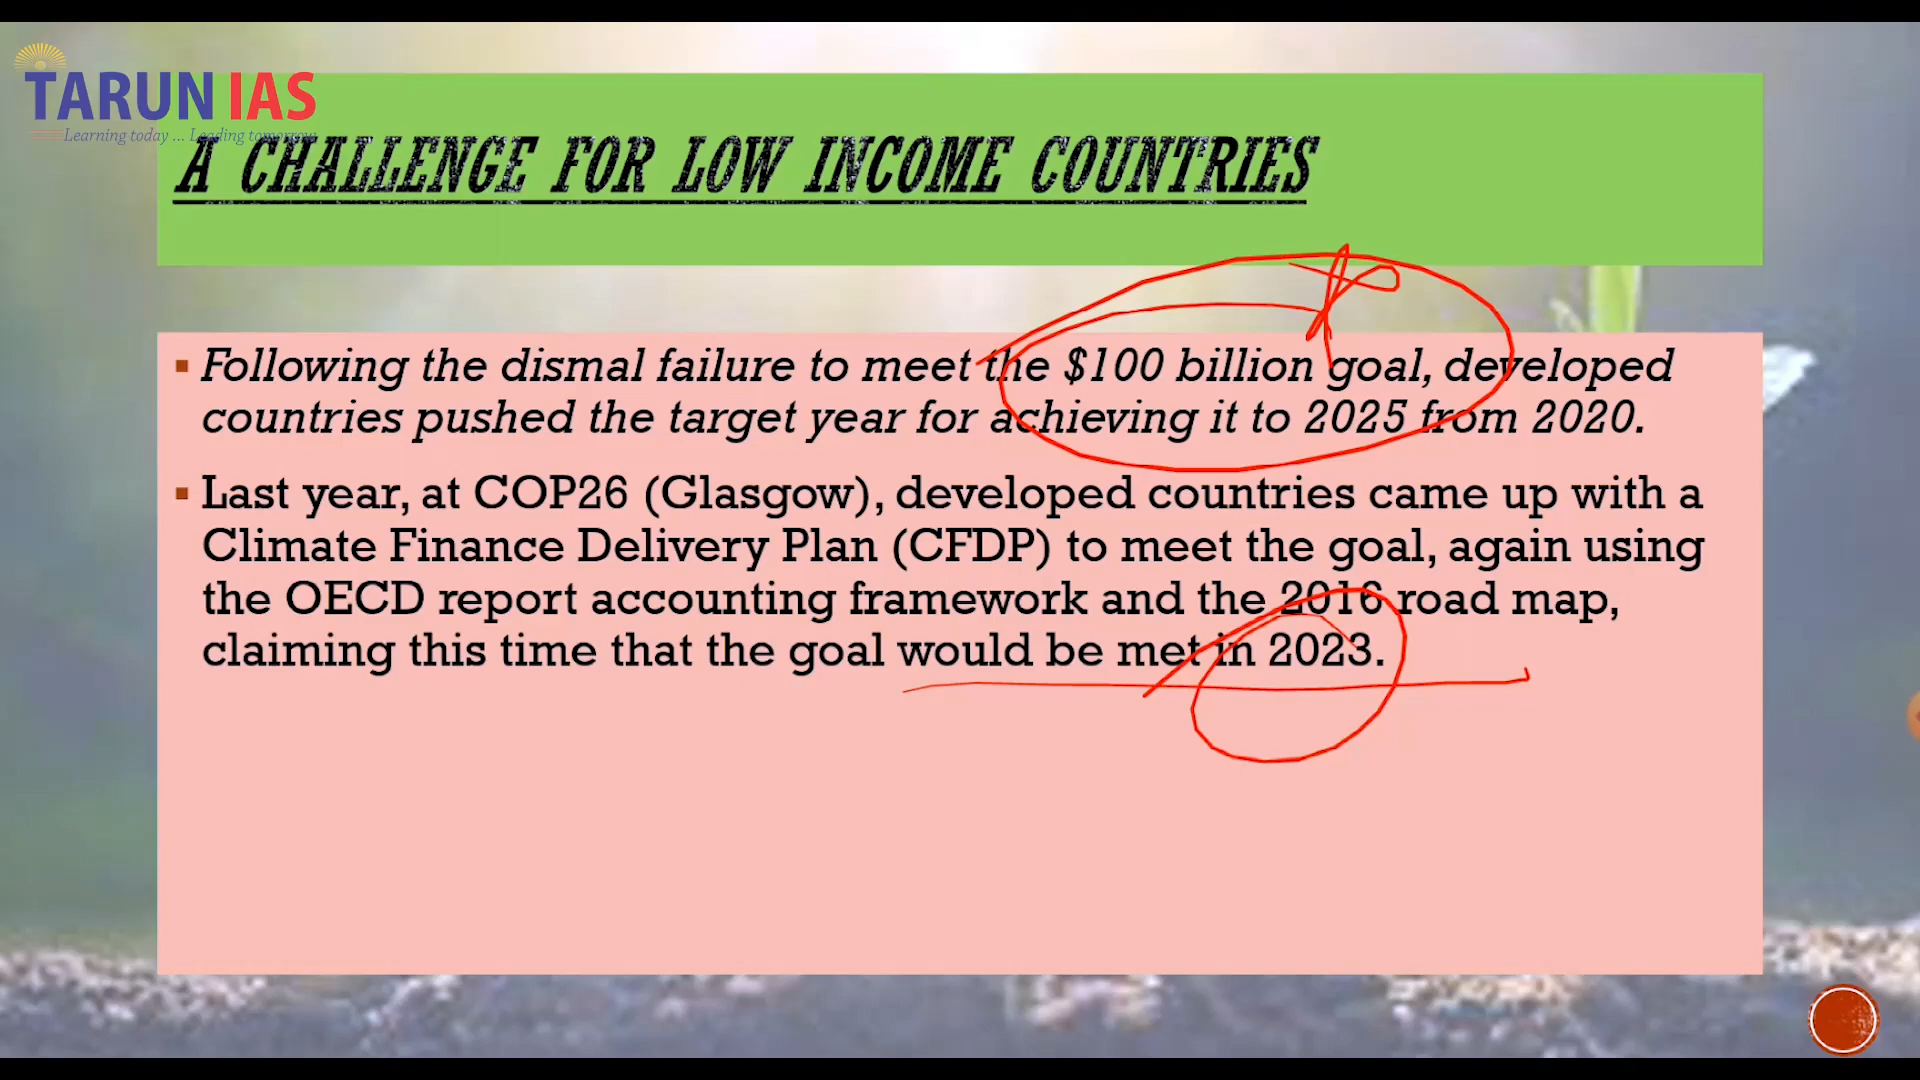 TARUN IAS
Learning today ... Leading tomorrow
A CHALLENGE FOR LOW INCOME COUNTRIES
▪ Following the dismal failure to meet the $100 billion goal, developed
countries pushed the target year for achieving it to 2025 from 2020.
▪ Last year, at COP26 (Glasgow), developed countries came up with a
Climate Finance Delivery Plan (CFDP) to meet the goal, again using
the OECD report accounting framework and the 2016 road map,
claiming this time that the goal would be met in 2023.